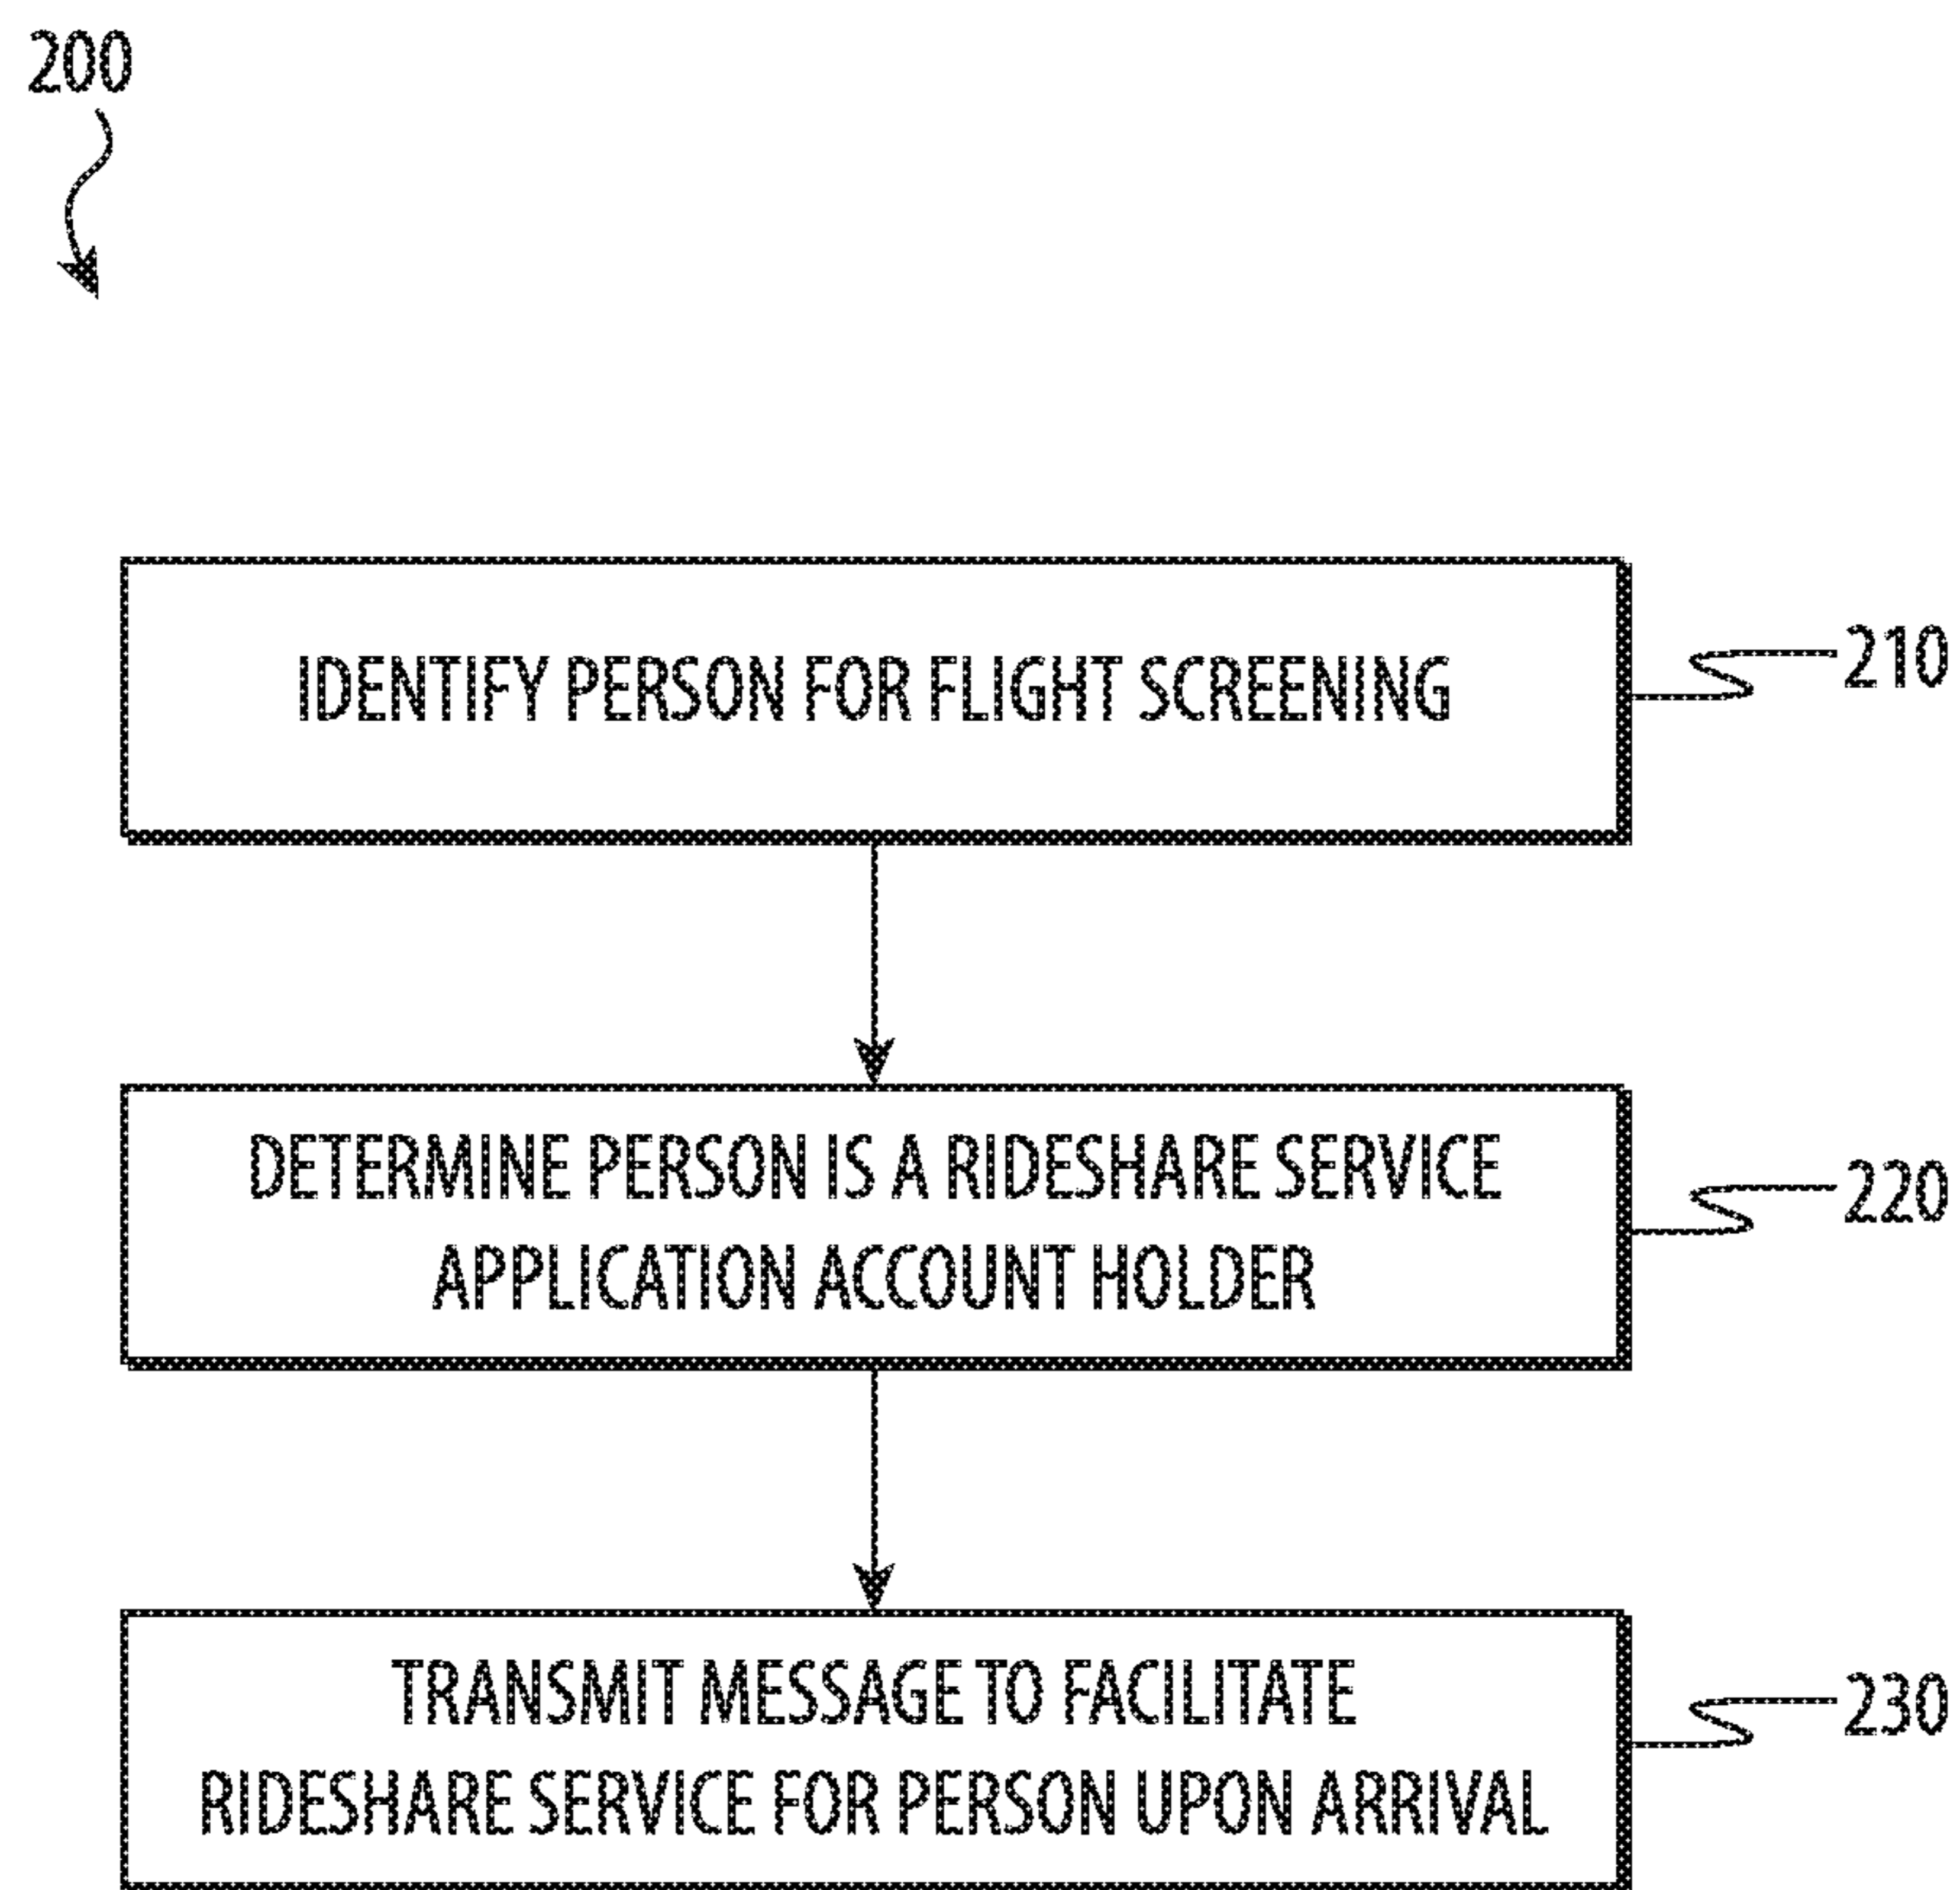 200
IDENTIFY PERSON FOR FLIGHT SCREENING
210
DETERMINE PERSON IS A RIDESHARE SERVICE
APPLICATION ACCOUNT HOLDER
220
TRANSMIT MESSAGE TO FACILITATE
RIDESHARE SERVICE FOR PERSON UPON ARRIVAL
230